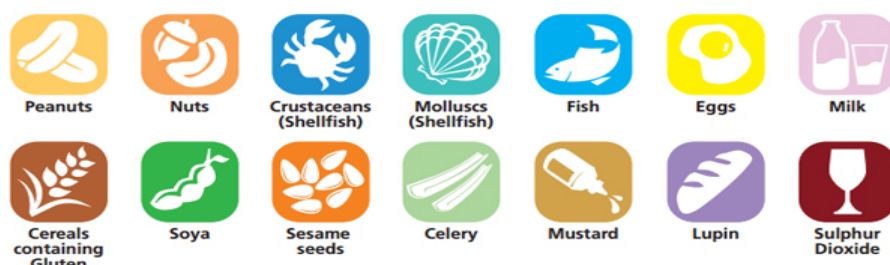 Peanuts
Nuts
Crustaceans
(Shellfish)
Molluscs
(Shellfish)
Fish
Eggs
Milk
Cereals
containing
Gluten
Soya
Sesame
seeds
Celery
Mustard
Lupin
Sulphur
Dioxide